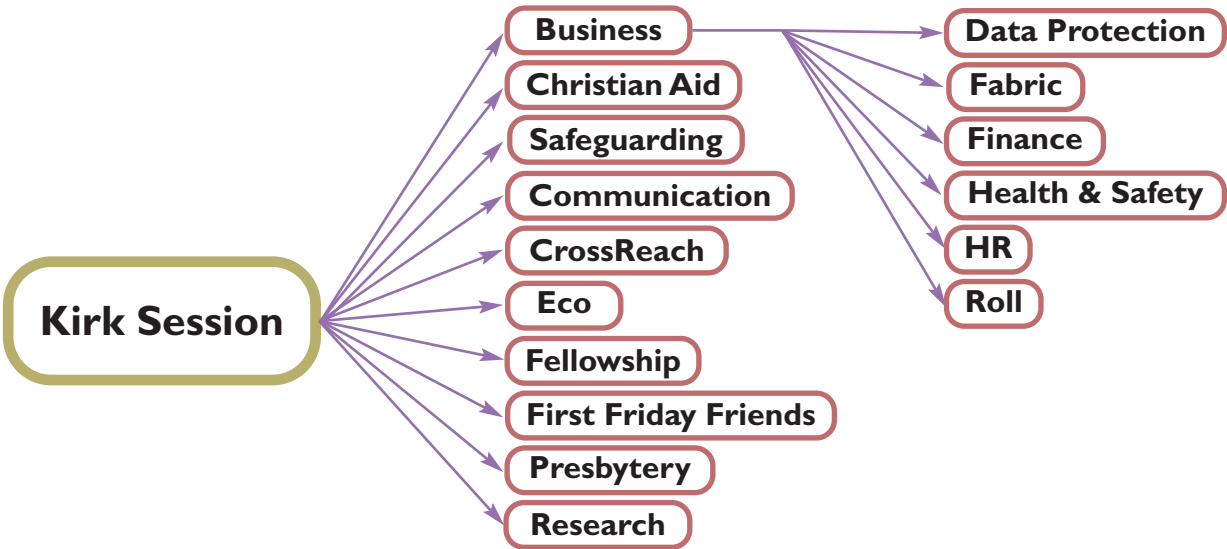 Kirk Session
Business
Christian Aid
Safeguarding
Communication
CrossReach
Eco
Fellowship
First Friday Friends
Presbytery
Research
Data Protection
Fabric
Finance
Health & Safety
HR
Roll